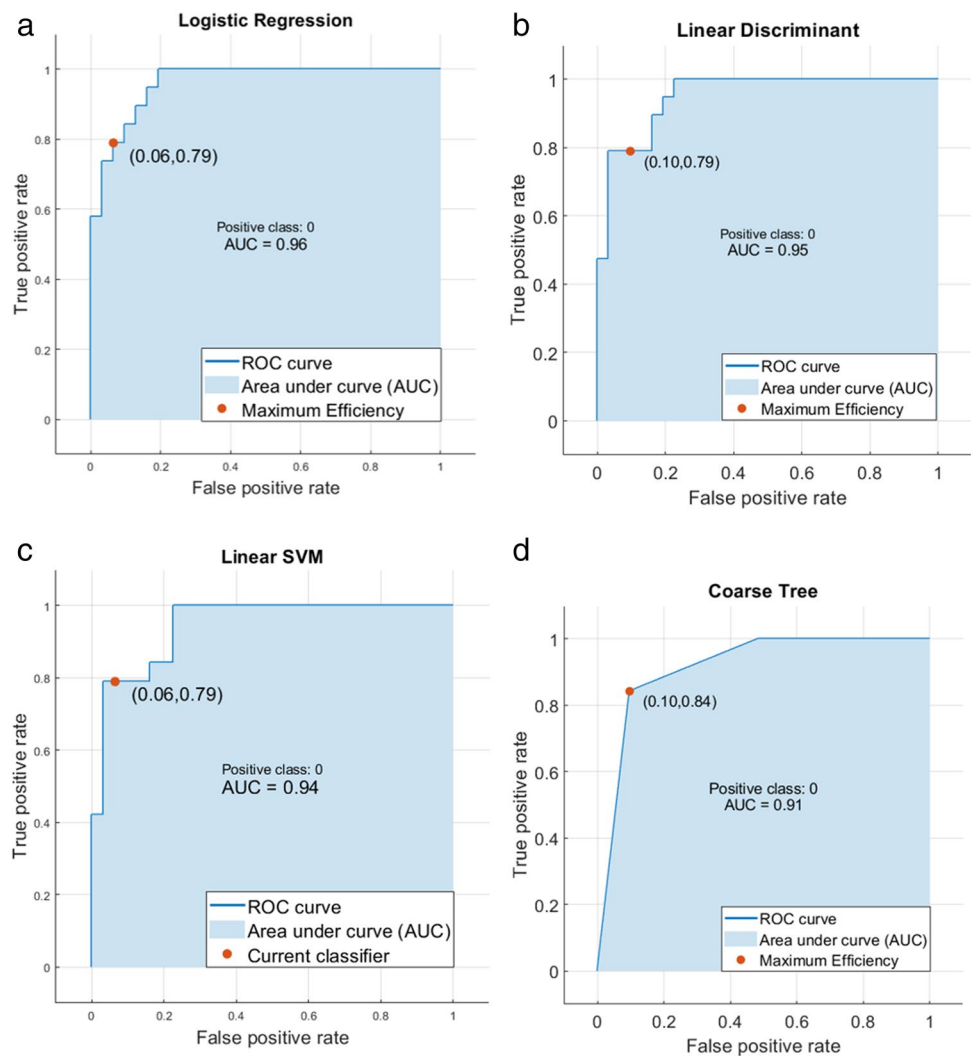 a
Logistic Regression
True positive rate
1
0.8
0.6
0.4
0.2
0
(0.06,0.79)
Positive class: 0
AUC = 0.96
ROC curve
Area under curve (AUC)
Maximum Efficiency
0 0.2 0.4 0.6 0.8 1
False positive rate
b
Linear Discriminant
True positive rate
1
0.8
0.6
0.4
0.2
0
(0.10,0.79)
Positive class: 0
AUC = 0.95
ROC curve
Area under curve (AUC)
Maximum Efficiency
0 0.2 0.4 0.6 0.8 1
False positive rate
c
Linear SVM
True positive rate
1
0.8
0.6
0.4
0.2
0
(0.06,0.79)
Positive class: 0
AUC = 0.94
ROC curve
Area under curve (AUC)
Current classifier
0 0.2 0.4 0.6 0.8 1
False positive rate
d
Coarse Tree
True positive rate
1
0.8
0.6
0.4
0.2
0
(0.10,0.84)
Positive class: 0
AUC = 0.91
ROC curve
Area under curve (AUC)
Maximum Efficiency
0 0.2 0.4 0.6 0.8 1
False positive rate